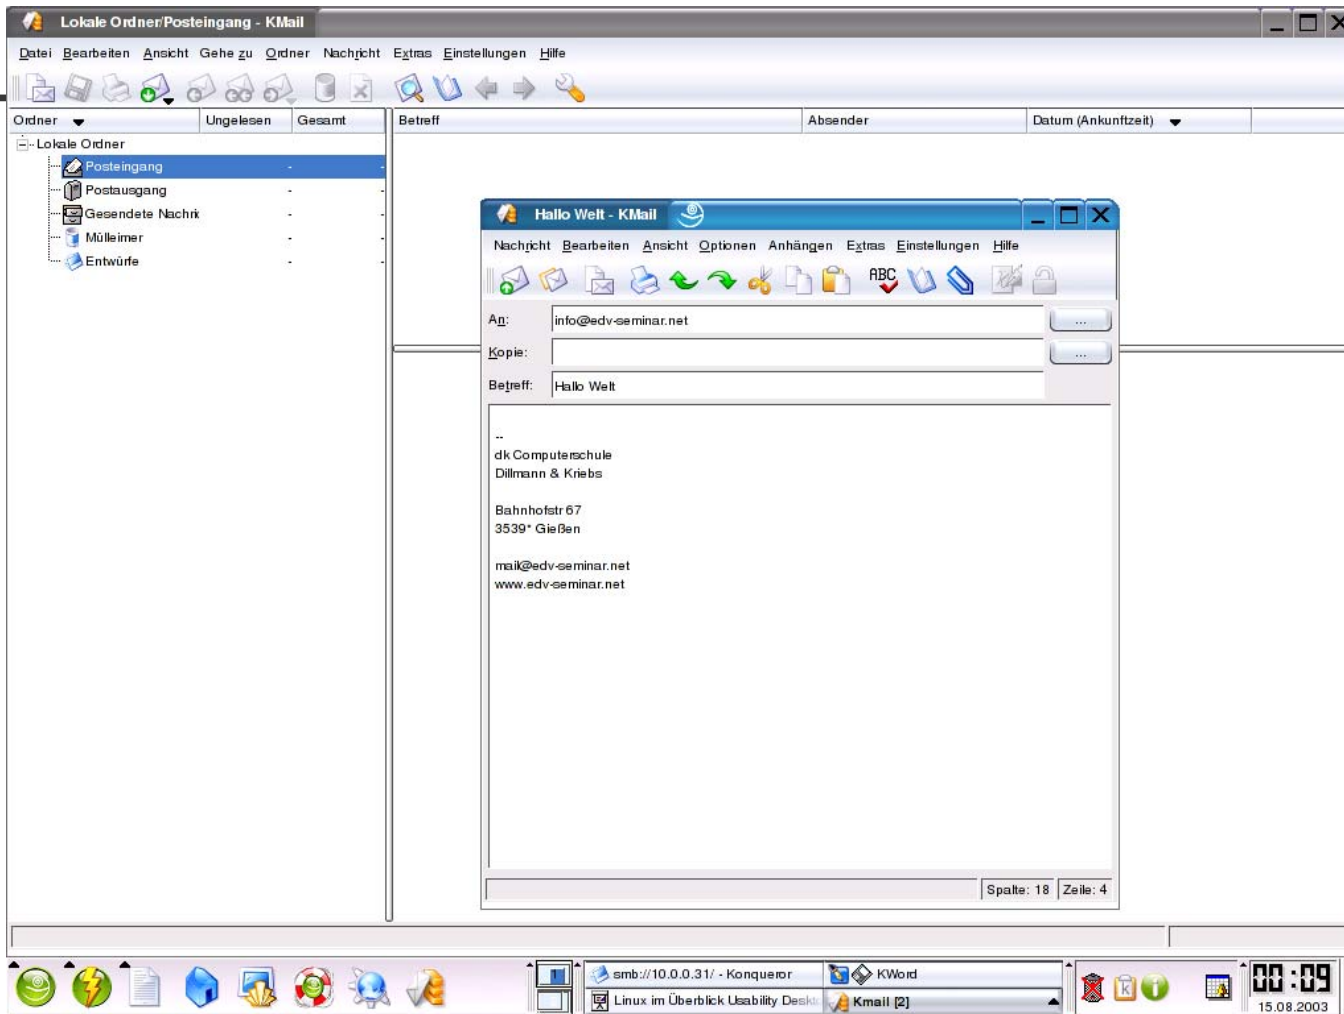 Lokale Ordner/Posteingang - KMail
Datei Bearbeiten Ansicht Gehe zu Ordner Nachricht Extras Einstellungen Hilfe
Ordner Ungelesen Gesamt Betreff Absender Datum (Ankunftzeit)
Lokale Ordner
Posteingang - -
Postausgang - -
Gesendete Nachri - -
Mülleimer - -
Entwürfe - -
Hallo Welt - KMail
Nachricht Bearbeiten Ansicht Optionen Anhängen Extras Einstellungen Hilfe
ABC
An: info@edv-seminar.net ...
Kopie: ...
Betreff: Hallo Welt
--
dk Computerschule
Dillmann & Kriebs
Bahnhofstr 67
3539* Gießen
mail@edv-seminar.net
www.edv-seminar.net
Spalte: 18 Zeile: 4
1 smb://10.0.0.31/ - Konqueror KWord
Linux im Überblick Usability Deskt Kmail [2]
00:09
15.08.2003